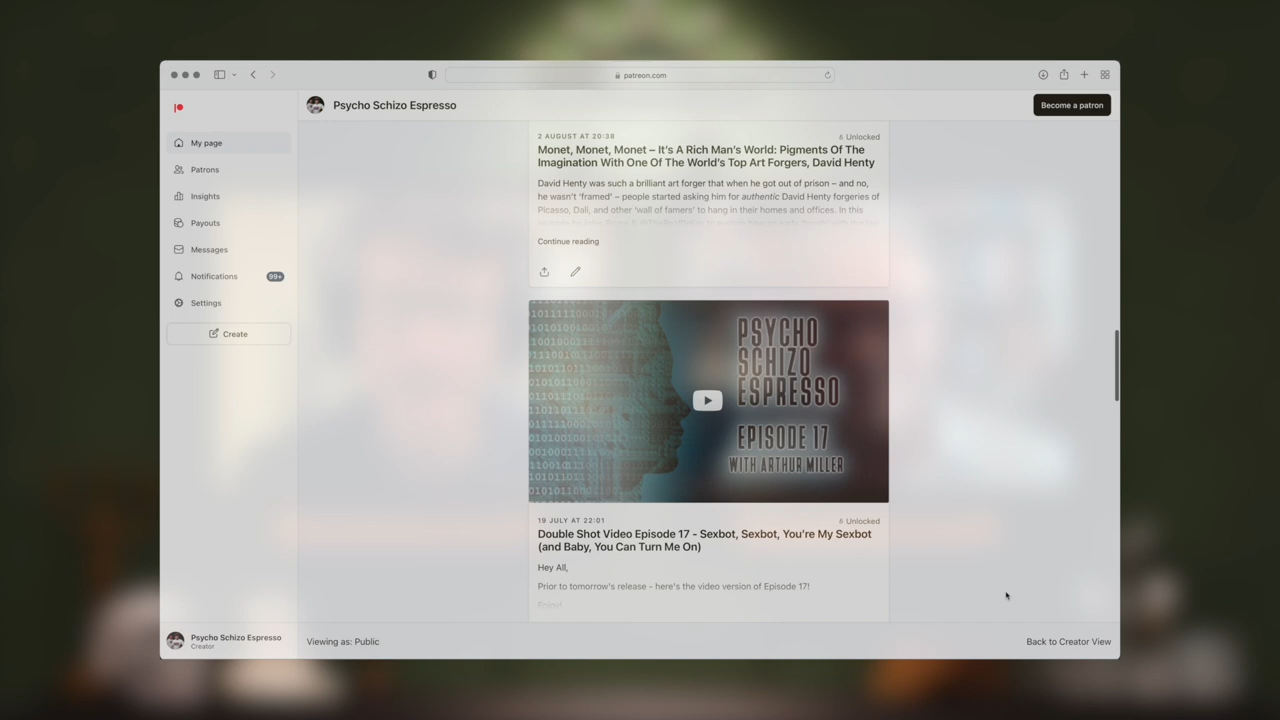 patreon.com
Psycho Schizo Espresso
Become a patron
My page
Patrons
Insights
Payouts
Messages
Notifications
99+
Settings
Create
2 AUGUST AT 20:38
Unlocked
Monet, Monet, Monet – It's A Rich Man's World: Pigments Of The
Imagination With One Of The World's Top Art Forgers, David Henty
David Henty was such a brilliant art forger that when he got out of prison – and no,
he wasn't 'framed' – people started asking him for authentic David Henty forgeries of
Picasso, Dali, and other 'wall of famers' to hang in their homes and offices. In this
Continue reading
PSYCHO
SCHIZO
ESPRESSO
EPISODE 17
WITH ARTHUR MILLER
19 JULY AT 22:01
Unlocked
Double Shot Video Episode 17 - Sexbot, Sexbot, You're My Sexbot
(and Baby, You Can Turn Me On)
Hey All,
Prior to tomorrow's release - here's the video version of Episode 17!
Enjoy!
Psycho Schizo Espresso
Creator
Viewing as: Public
Back to Creator View